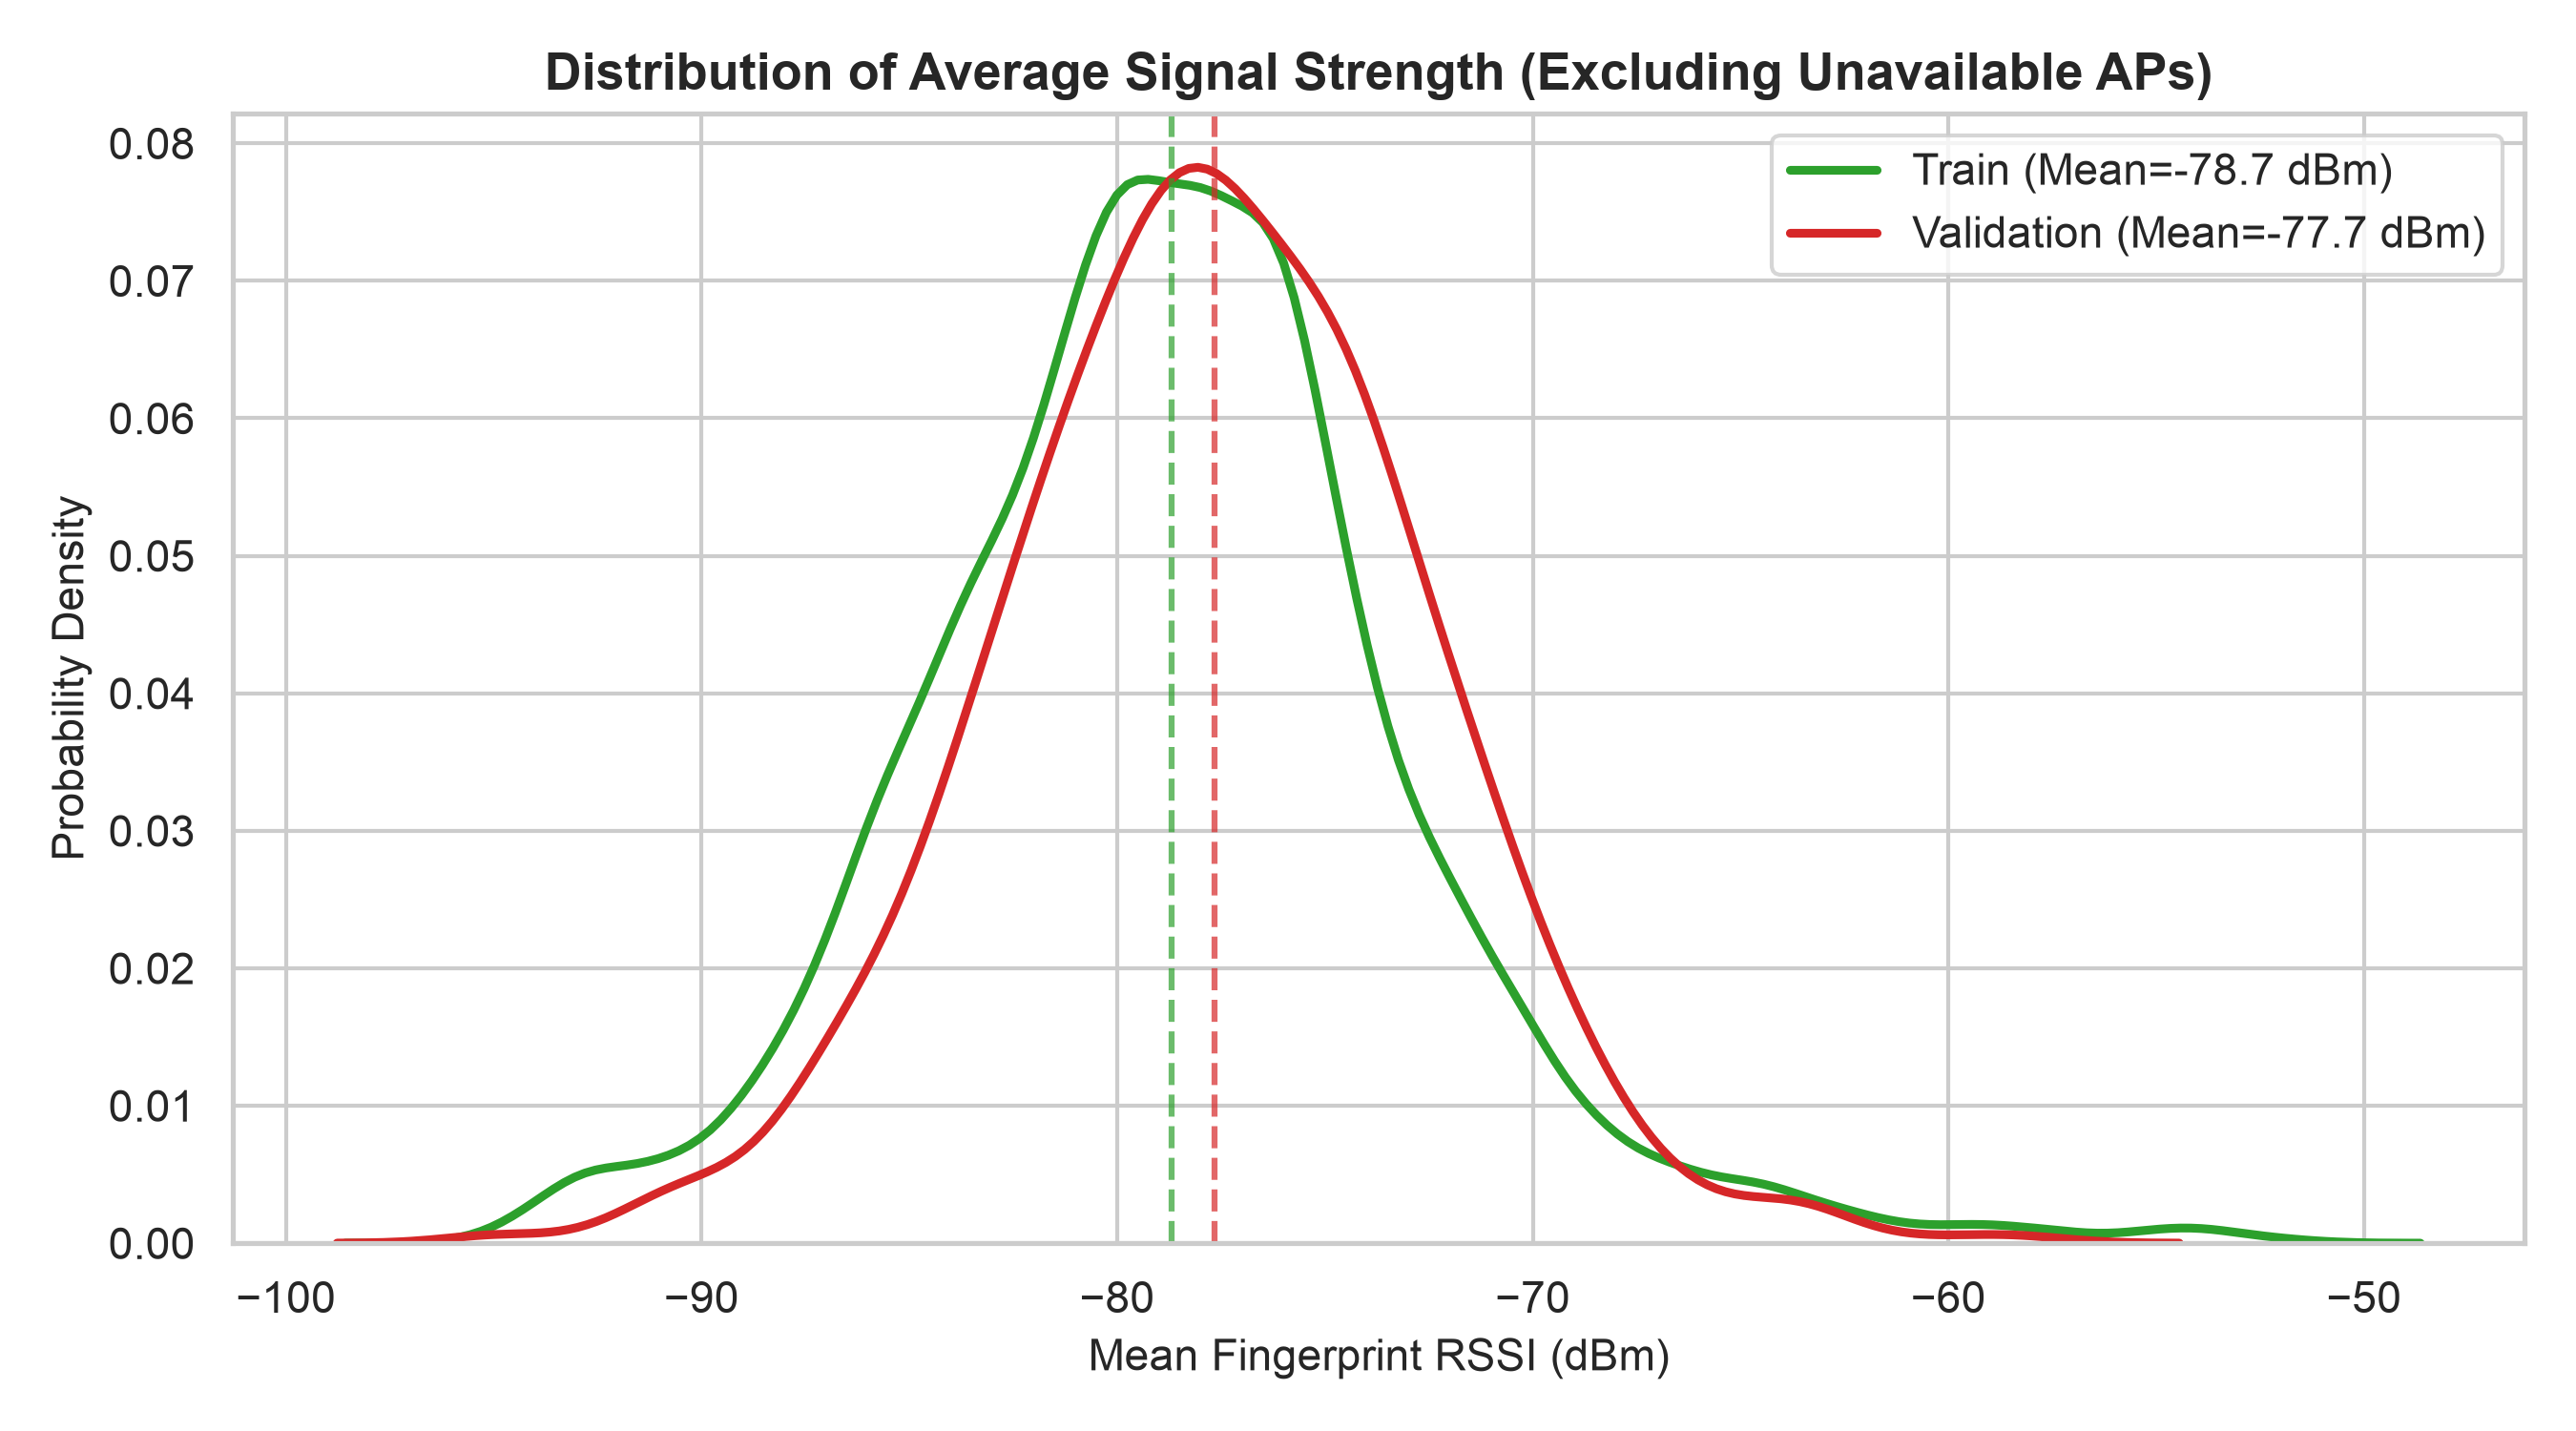 Distribution of Average Signal Strength (Excluding Unavailable APs)
Train (Mean=-78.7 dBm)
Validation (Mean=-77.7 dBm)
Probability Density
0.08
0.07
0.06
0.05
0.04
0.03
0.02
0.01
0.00
−100 −90 −80 −70 −60 −50
Mean Fingerprint RSSI (dBm)